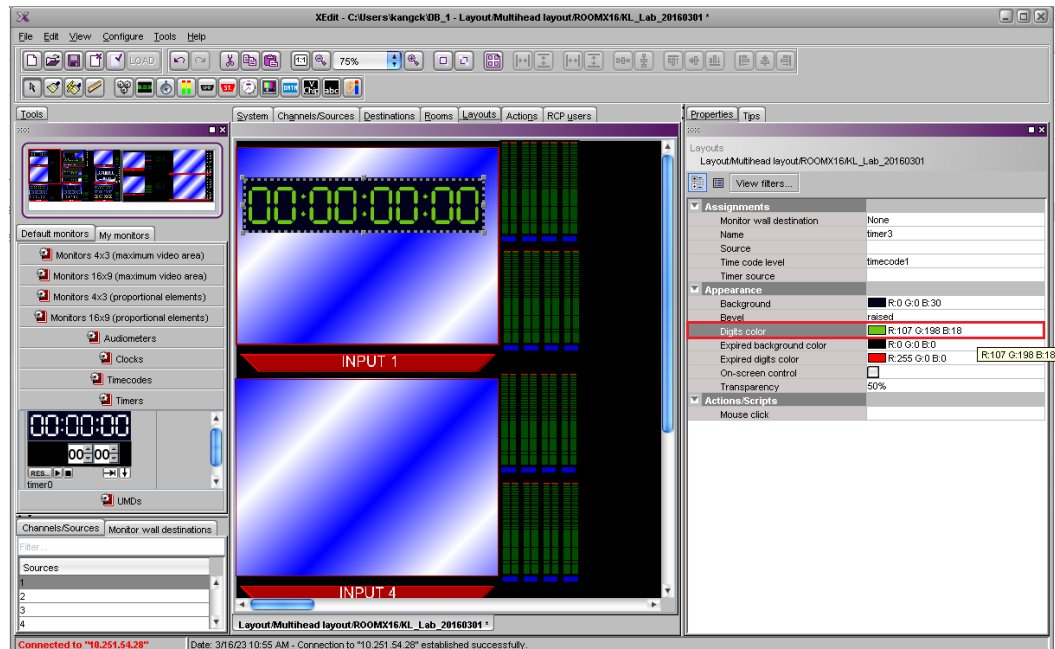 XEdit - C:\Users\kangck\DB_1 - Layout/Multihead layout/ROOMX16/KL_Lab_20160301 *
File Edit View Configure Tools Help
LOAD
75%
1:1
UMP
ST.
DATA
abc
Tools
System Channels/Sources Destinations Rooms Layouts Actions RCP users
Properties Tips
Layouts
Layout/Multihead layout/ROOMX16/KL_Lab_20160301
View filters...
Assignments
Monitor wall destination None
Name timer3
Source
Time code level timecode1
Timer source
Appearance
Background R:0 G:0 B:30
Bevel raised
Digits color R:107 G:198 B:18
Expired background color R:0 G:0 B:0
Expired digits color R:255 G:0 B:0
R:107 G:198 B:18
On-screen control
Transparency 50%
Actions/Scripts
Mouse click
Default monitors My monitors
Monitors 4x3 (maximum video area)
Monitors 16x9 (maximum video area)
Monitors 4x3 (proportional elements)
Monitors 16x9 (proportional elements)
Audiometers
Clocks
Timecodes
Timers
00:00:00
00 00
RES...
timer0
UMDs
Channels/Sources Monitor wall destinations
Filter...
Sources
1
2
3
4
00:00:00:00
INPUT 1
INPUT 4
Layout/Multihead layout/ROOMX16/KL_Lab_20160301 *
Connected to "10.251.54.28"
Date: 3/16/23 10:55 AM - Connection to "10.251.54.28" established successfully.